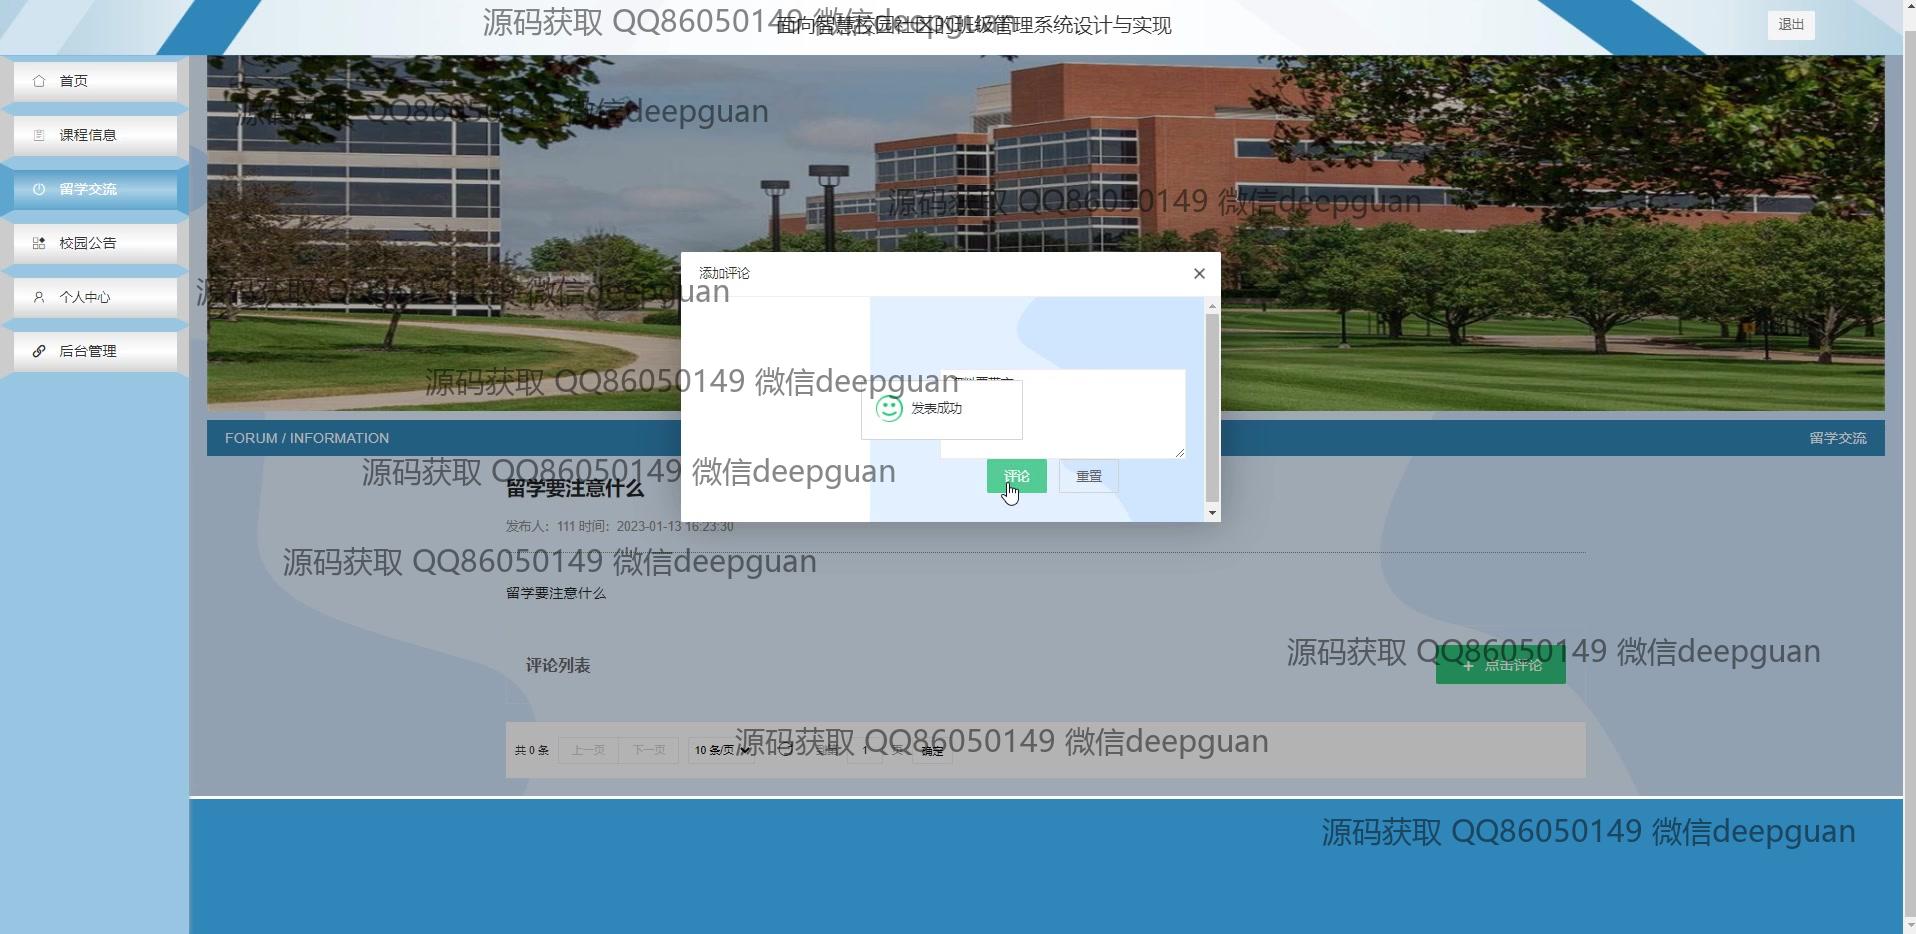 源码获取 QQ86050149 微信deepguan
面向智慧校园社区的班级管理系统设计与实现
退出
首页
源码获取 QQ86050149 微信deepguan
课程信息
留学交流
源码获取 QQ86050149 微信deepguan
校园公告
添加评论
个人中心
源码获取 QQ86050149 微信deepguan
后台管理
源码获取 QQ86050149 微信deepguan
发表成功
FORUM / INFORMATION
留学交流
源码获取 QQ86050149 微信deepguan
评论
重置
留学要注意什么
发布人：111 时间：2023-01-13 16:23:30
源码获取 QQ86050149 微信deepguan
留学要注意什么
源码获取 QQ86050149 微信deepguan
评论列表
+ 点击评论
源码获取 QQ86050149 微信deepguan
共 0 条 上一页 下一页 10 条/页 1 页 确定
源码获取 QQ86050149 微信deepguan